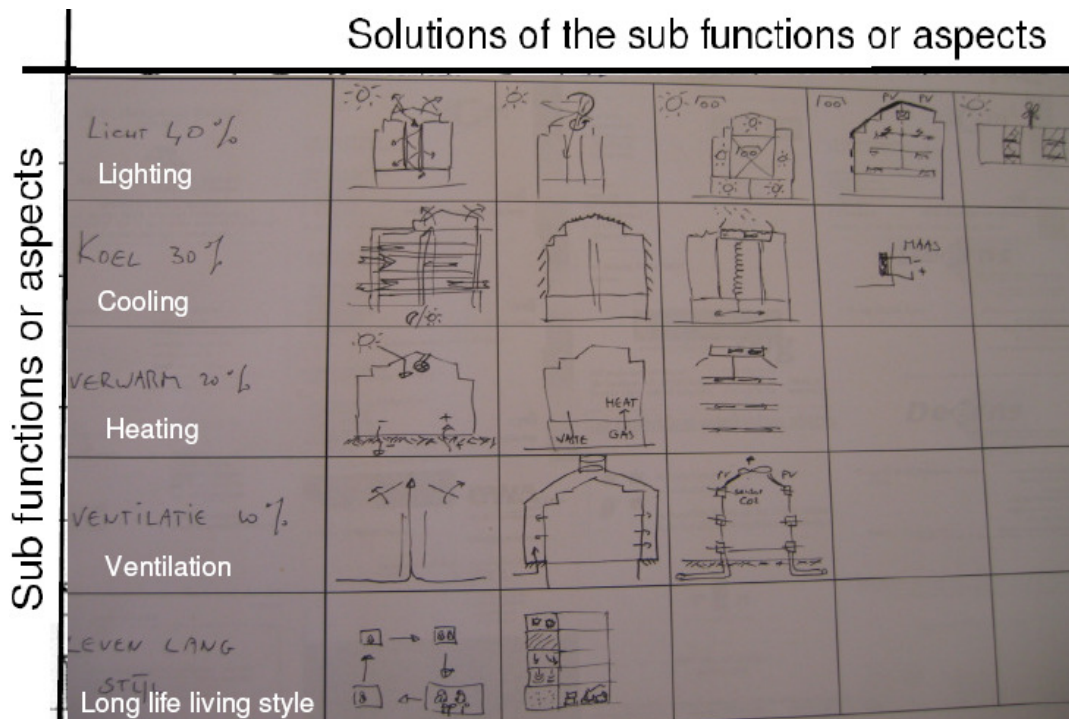 Solutions of the sub functions or aspects
Sub functions or aspects
LICHT 40%
Lighting
PV PV
KOEL 30%
Cooling
MAAS
-
+
VERWARM 20%
Heating
- +
HEAT
WASTE GAS
VENTILATIE 10%
Ventilation
PV + PV
CO2
LEVEN LANG
STIJL
Long life living style